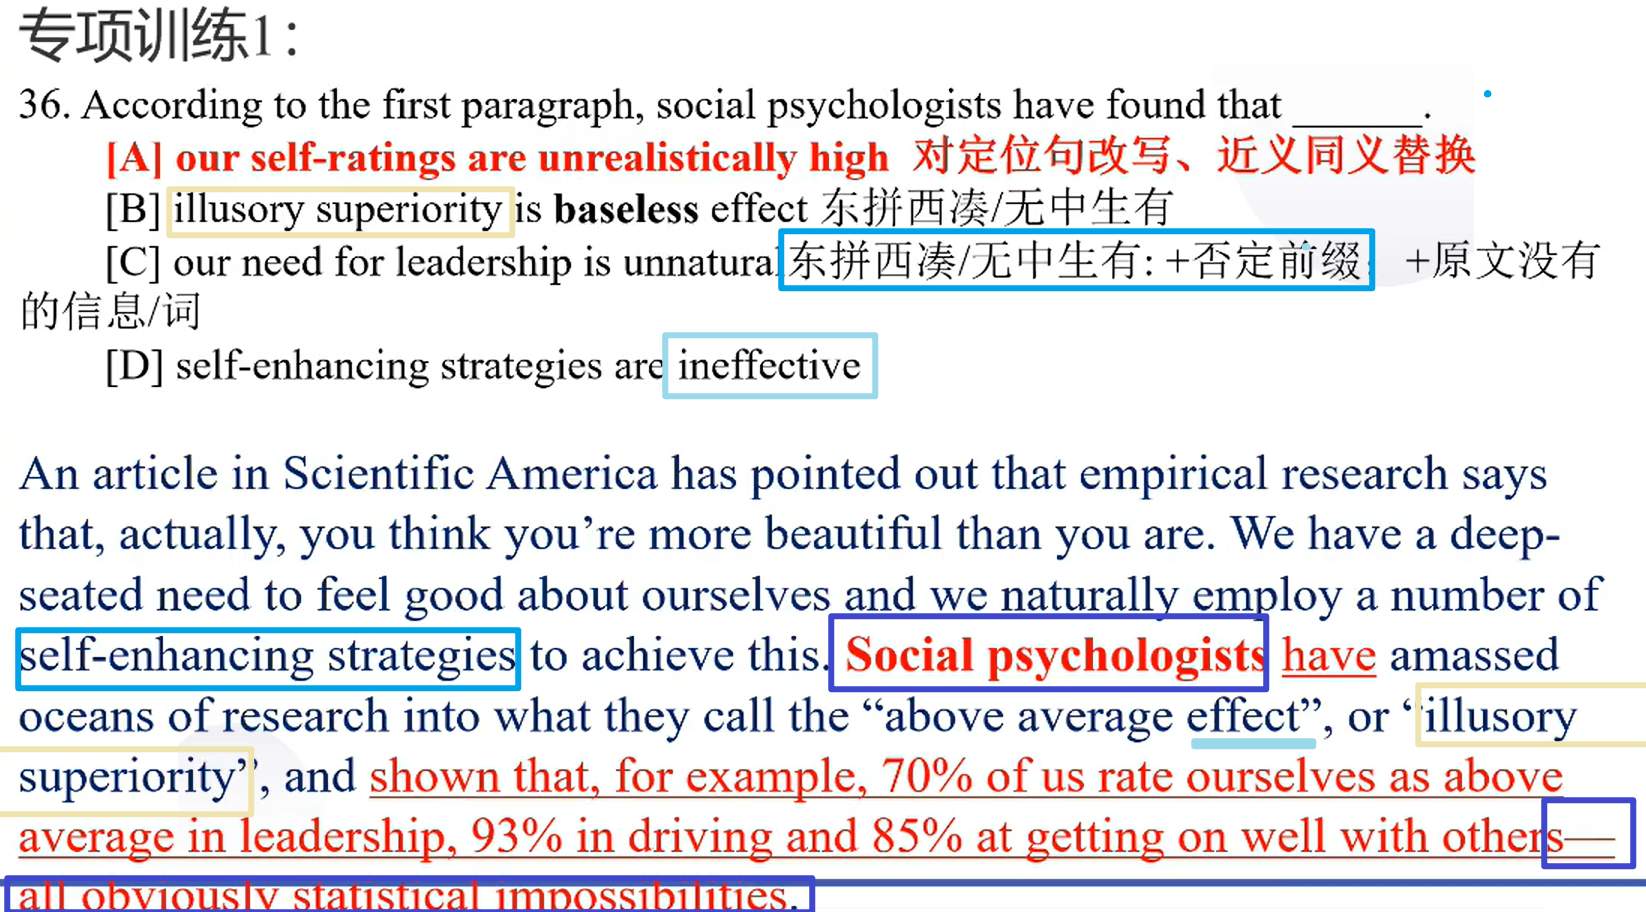 专项训练1：
36. According to the first paragraph, social psychologists have found that ______.
[A] our self-ratings are unrealistically high 对定位句改写、近义同义替换
[B] illusory superiority is baseless effect 东拼西凑/无中生有
[C] our need for leadership is unnatural 东拼西凑/无中生有: +否定前缀； +原文没有
的信息/词
[D] self-enhancing strategies are ineffective
An article in Scientific America has pointed out that empirical research says
that, actually, you think you’re more beautiful than you are. We have a deep-
seated need to feel good about ourselves and we naturally employ a number of
self-enhancing strategies to achieve this. Social psychologists have amassed
oceans of research into what they call the “above average effect”, or “illusory
superiority”, and shown that, for example, 70% of us rate ourselves as above
average in leadership, 93% in driving and 85% at getting on well with others—
all obviously statistical impossibilities.